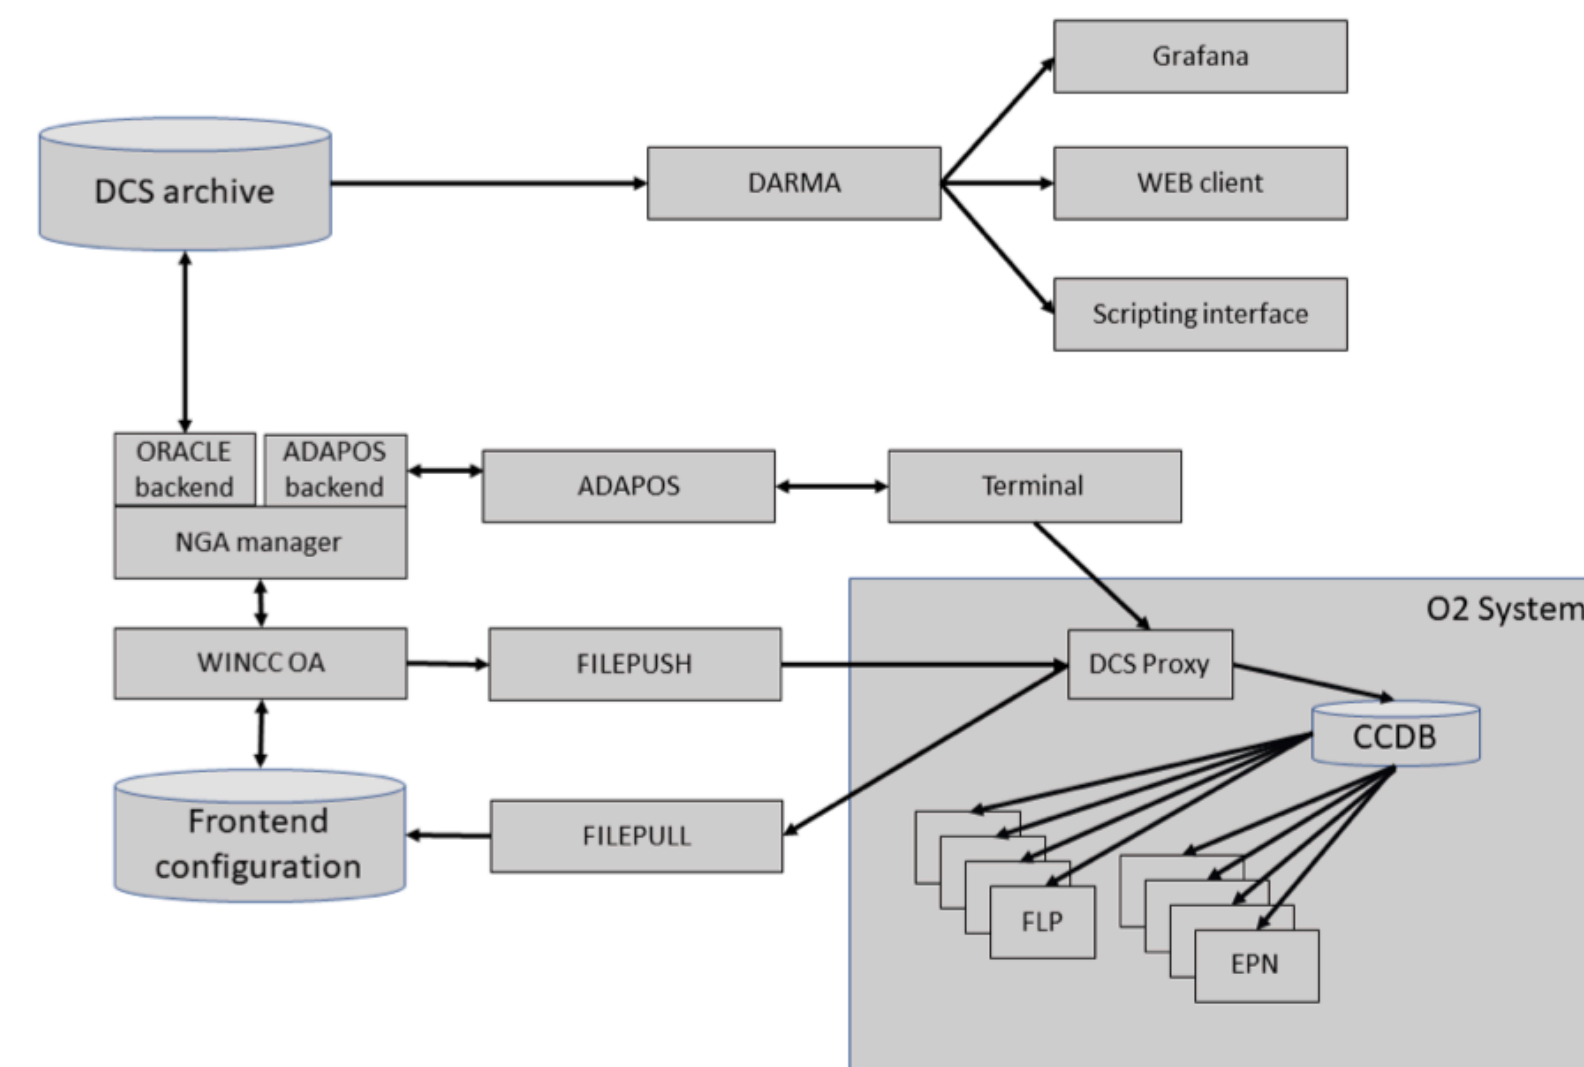 Grafana
DCS archive
DARMA
WEB client
Scripting interface
ORACLE
backend
ADAPOS
backend
ADAPOS
Terminal
NGA manager
O2 System
WINCC OA
FILEPUSH
DCS Proxy
CCDB
Frontend
configuration
FILEPULL
FLP
EPN